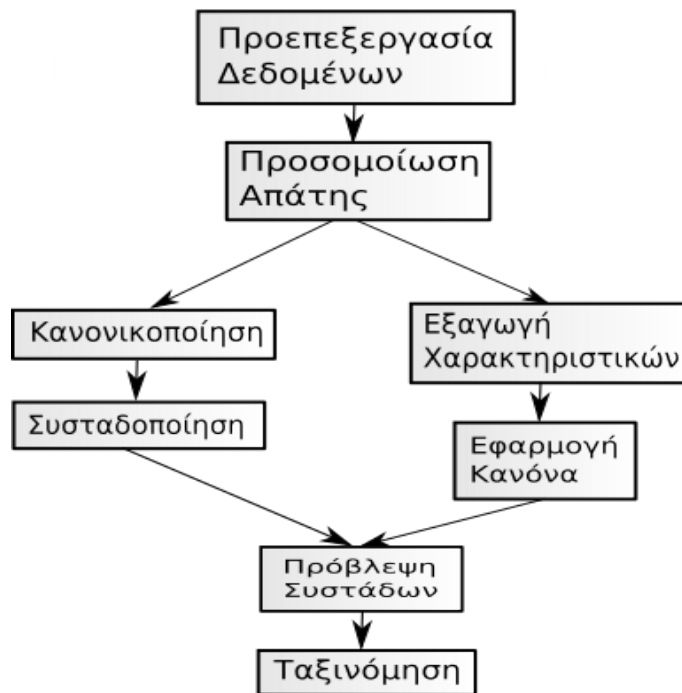 Προεπεξεργασία
Δεδομένων
Προσομοίωση
Απάτης
Κανονικοποίηση
Εξαγωγή
Χαρακτηριστικών
Συσταδοποίηση
Εφαρμογή
Κανόνα
Πρόβλεψη
Συστάδων
Ταξινόμηση